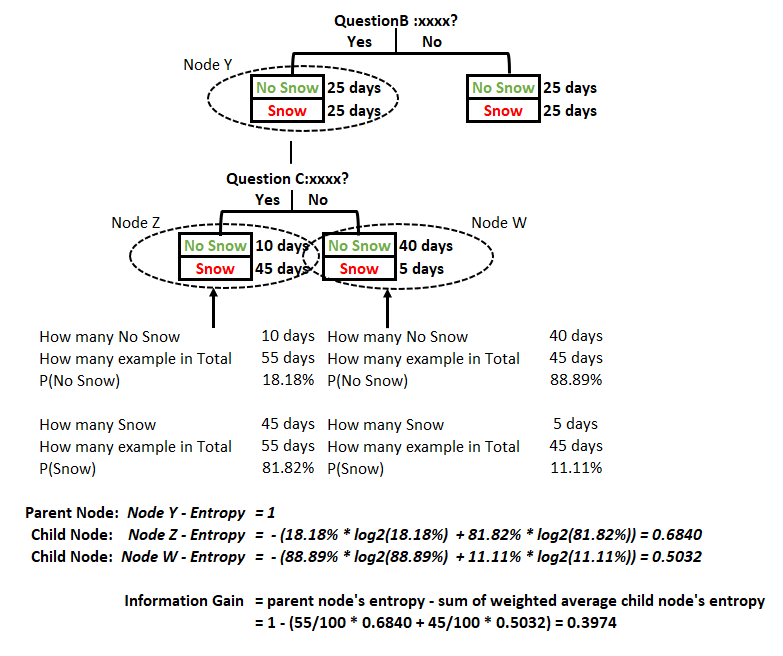 QuestionB :xxxx?
Yes No
Node Y
No Snow 25 days No Snow 25 days
Snow 25 days Snow 25 days
Question C:xxxx?
Yes No
Node Z Node W
No Snow 10 days No Snow 40 days
Snow 45 days Snow 5 days
How many No Snow 10 days How many No Snow 40 days
How many example in Total 55 days How many example in Total 45 days
P(No Snow) 18.18% P(No Snow) 88.89%
How many Snow 45 days How many Snow 5 days
How many example in Total 55 days How many example in Total 45 days
P(Snow) 81.82% P(Snow) 11.11%
Parent Node: Node Y - Entropy = 1
Child Node: Node Z - Entropy = - (18.18% * log2(18.18%) + 81.82% * log2(81.82%)) = 0.6840
Child Node: Node W - Entropy = - (88.89% * log2(88.89%) + 11.11% * log2(11.11%)) = 0.5032
Information Gain = parent node's entropy - sum of weighted average child node's entropy
= 1 - (55/100 * 0.6840 + 45/100 * 0.5032) = 0.3974